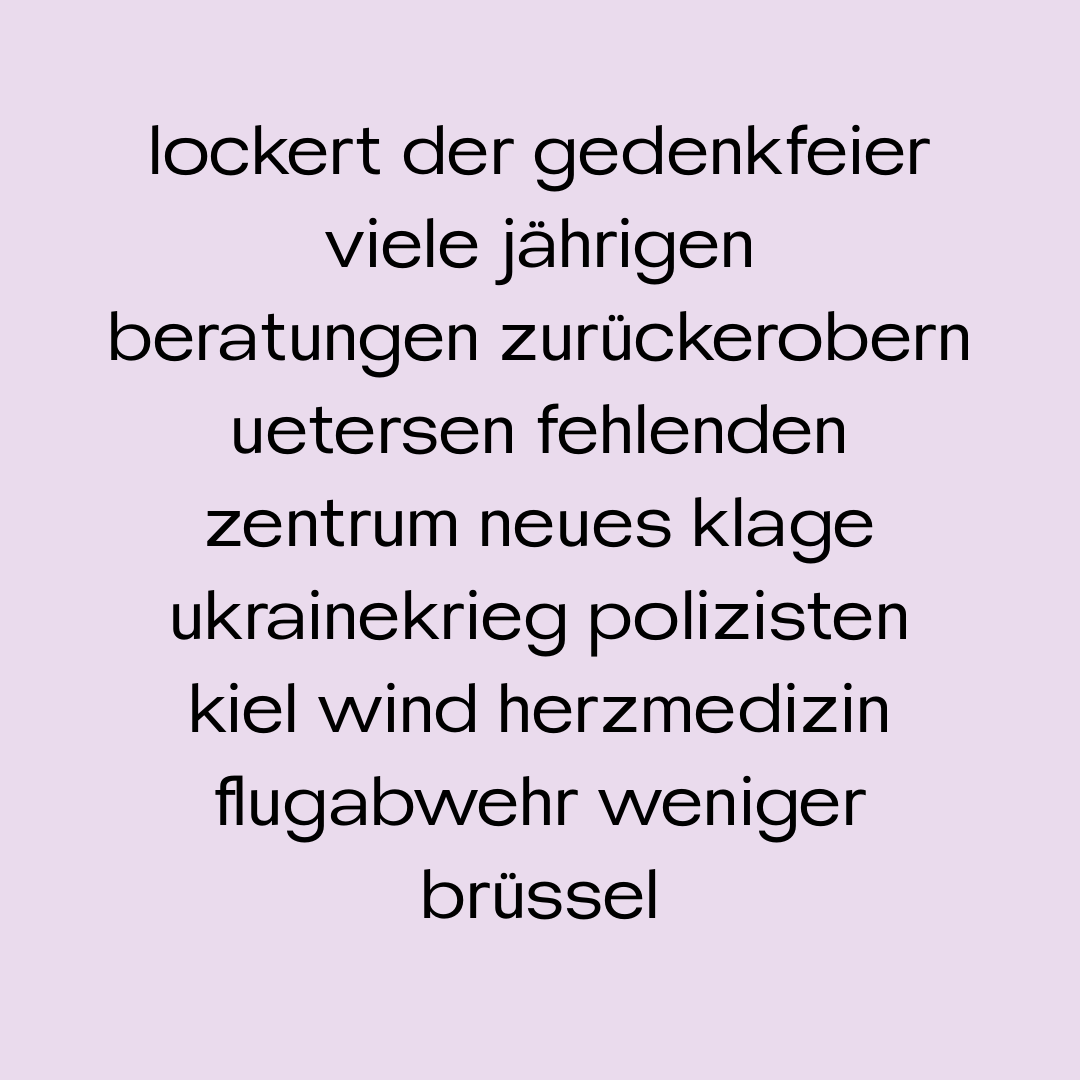 lockert der gedenkfeier
viele jährigen
beratungen zurückerobern
uetersen fehlenden
zentrum neues klage
ukrainekrieg polizisten
kiel wind herzmedizin
flugabwehr weniger
brüssel